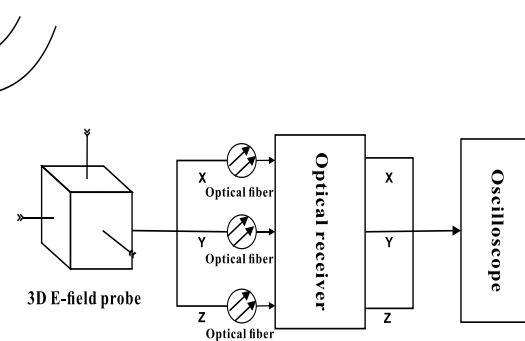 X
Optical fiber
Y
Optical fiber
Z
Optical fiber
3D E-field probe
Optical receiver
X
Y
Z
Oscilloscope